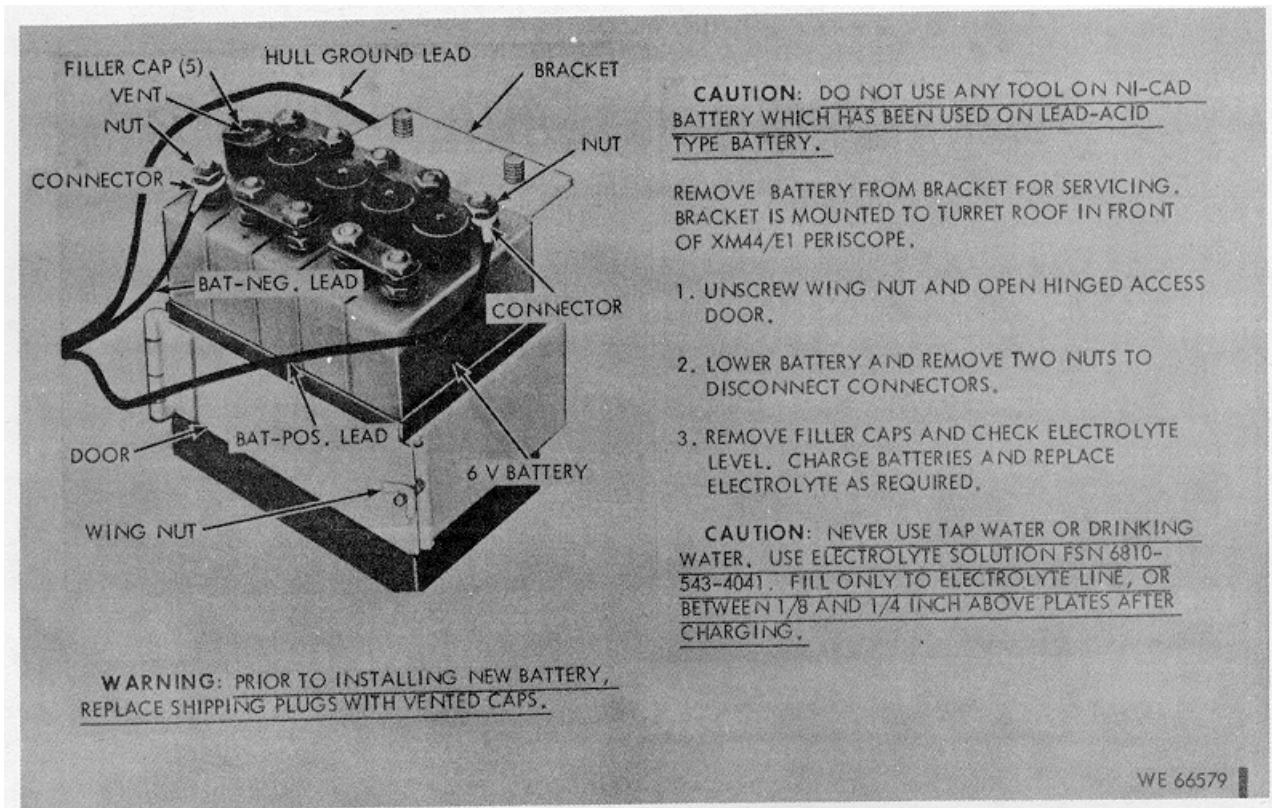 FILLER CAP (5)
HULL GROUND LEAD
BRACKET
VENT
NUT
NUT
CONNECTOR
BAT-NEG. LEAD
CONNECTOR
BAT-POS. LEAD
DOOR
6 V BATTERY
WING NUT
WARNING: PRIOR TO INSTALLING NEW BATTERY,
REPLACE SHIPPING PLUGS WITH VENTED CAPS.
CAUTION: DO NOT USE ANY TOOL ON NI-CAD
BATTERY WHICH HAS BEEN USED ON LEAD-ACID
TYPE BATTERY.
REMOVE BATTERY FROM BRACKET FOR SERVICING.
BRACKET IS MOUNTED TO TURRET ROOF IN FRONT
OF XM44/E1 PERISCOPE.
1. UNSCREW WING NUT AND OPEN HINGED ACCESS
DOOR.
2. LOWER BATTERY AND REMOVE TWO NUTS TO
DISCONNECT CONNECTORS.
3. REMOVE FILLER CAPS AND CHECK ELECTROLYTE
LEVEL. CHARGE BATTERIES AND REPLACE
ELECTROLYTE AS REQUIRED.
CAUTION: NEVER USE TAP WATER OR DRINKING
WATER. USE ELECTROLYTE SOLUTION FSN 6810-
543-4041. FILL ONLY TO ELECTROLYTE LINE, OR
BETWEEN 1/8 AND 1/4 INCH ABOVE PLATES AFTER
CHARGING.
WE 66579